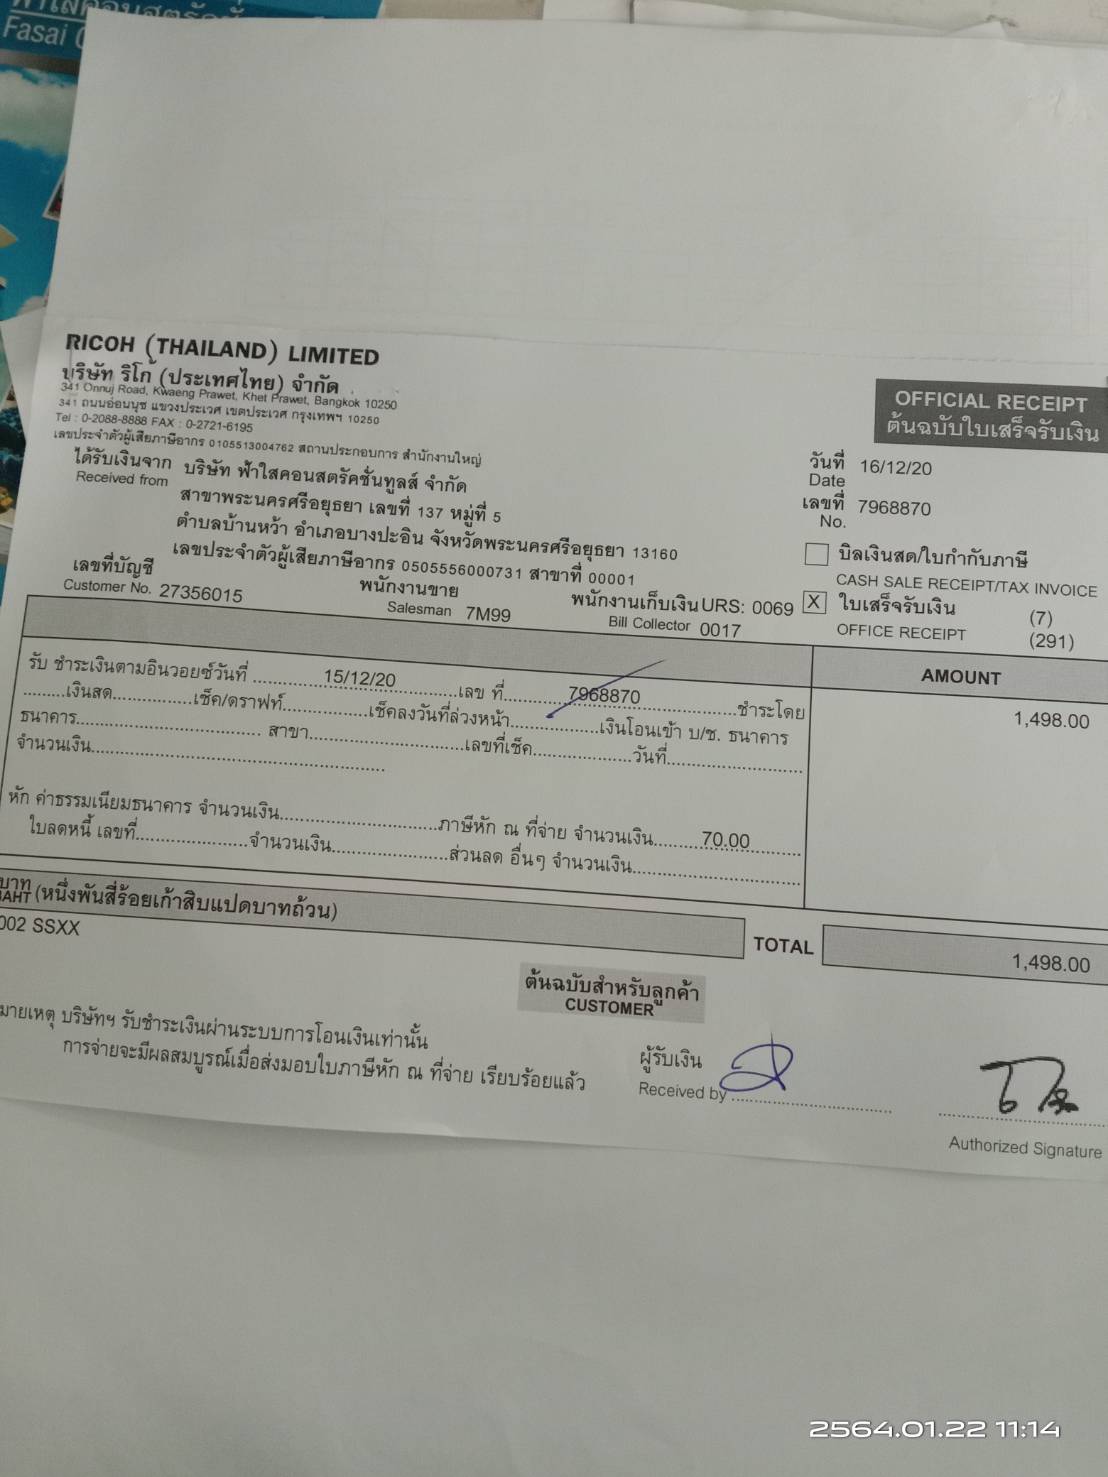 Fasai
RICOH (THAILAND) LIMITED
บริษัท ริโก้ (ประเทศไทย) จำกัด
341 Onnuj Road, Kwaeng Prawet, Khet Prawet, Bangkok 10250
341 ถนนอ่อนนุช แขวงประเวศ เขตประเวศ กรุงเทพฯ 10250
Tel : 0-2088-8888 FAX : 0-2721-6195
เลขประจำตัวผู้เสียภาษีอากร 0105513004762 สถานประกอบการ สำนักงานใหญ่
OFFICIAL RECEIPT
ต้นฉบับใบเสร็จรับเงิน
ได้รับเงินจาก บริษัท ฟ้าใสคอนสตรัคชั่นทูลส์ จำกัด
Received from
สาขาพระนครศรีอยุธยา เลขที่ 137 หมู่ที่ 5
ตำบลบ้านหว้า อำเภอบางปะอิน จังหวัดพระนครศรีอยุธยา 13160
เลขประจำตัวผู้เสียภาษีอากร 0505556000731 สาขาที่ 00001
วันที่ 16/12/20
Date
เลขที่ 7968870
No.
บิลเงินสด/ใบกำกับภาษี
CASH SALE RECEIPT/TAX INVOICE
X ใบเสร็จรับเงิน (7)
OFFICE RECEIPT (291)
เลขที่บัญชี
Customer No. 27356015
พนักงานขาย
Salesman 7M99
พนักงานเก็บเงิน URS: 0069
Bill Collector 0017
AMOUNT
รับ ชำระเงินตามอินวอยซ์วันที่ ........15/12/20........เลข ที่........7968870........ชำระโดย
1,498.00
.........เงินสด..............เช็ค/ดราฟท์..............เช็คลงวันที่ล่วงหน้า..............เงินโอนเข้า บ/ช. ธนาคาร
ธนาคาร.............................. สาขา..........................เลขที่เช็ค.................วันที่......................
จำนวนเงิน................................................
หัก ค่าธรรมเนียมธนาคาร จำนวนเงิน..........................ภาษีหัก ณ ที่จ่าย จำนวนเงิน........70.00........
ใบลดหนี้ เลขที่..................จำนวนเงิน..................ส่วนลด อื่นๆ จำนวนเงิน..........................
บาท
BAHT (หนึ่งพันสี่ร้อยเก้าสิบแปดบาทถ้วน)
TOTAL 1,498.00
002 SSXX
ต้นฉบับสำหรับลูกค้า
CUSTOMER
มายเหตุ บริษัทฯ รับชำระเงินผ่านระบบการโอนเงินเท่านั้น
การจ่ายจะมีผลสมบูรณ์เมื่อส่งมอบใบภาษีหัก ณ ที่จ่าย เรียบร้อยแล้ว
ผู้รับเงิน
Received by
Authorized Signature
2564.01.22 11:14